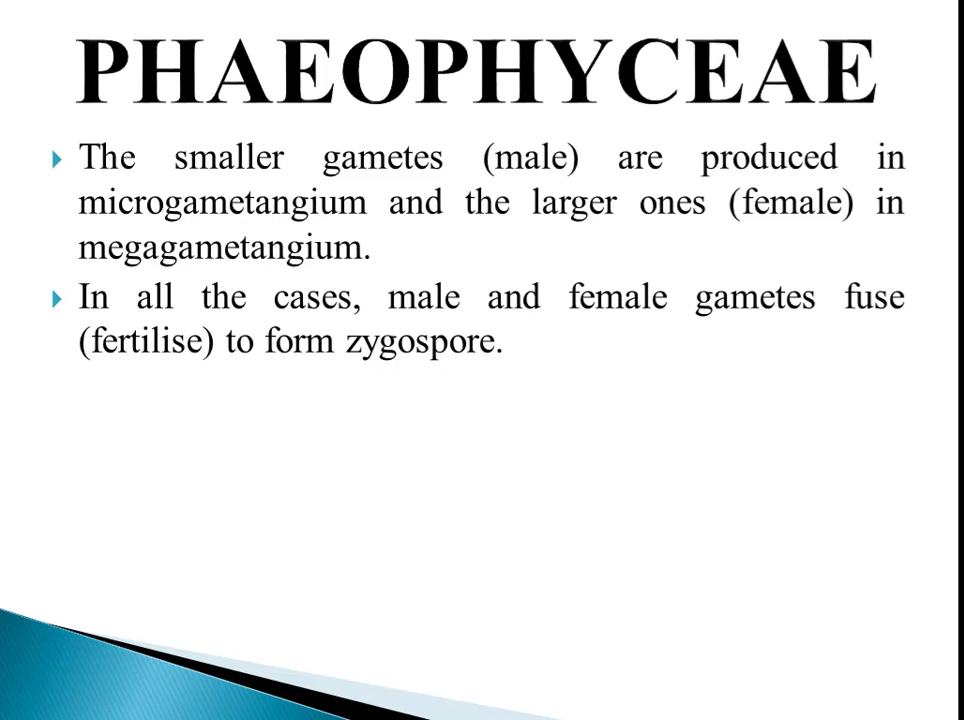 PHAEOPHYCEAE
The smaller gametes (male) are produced in
microgametangium and the larger ones (female) in
megagametangium.
In all the cases, male and female gametes fuse
(fertilise) to form zygospore.